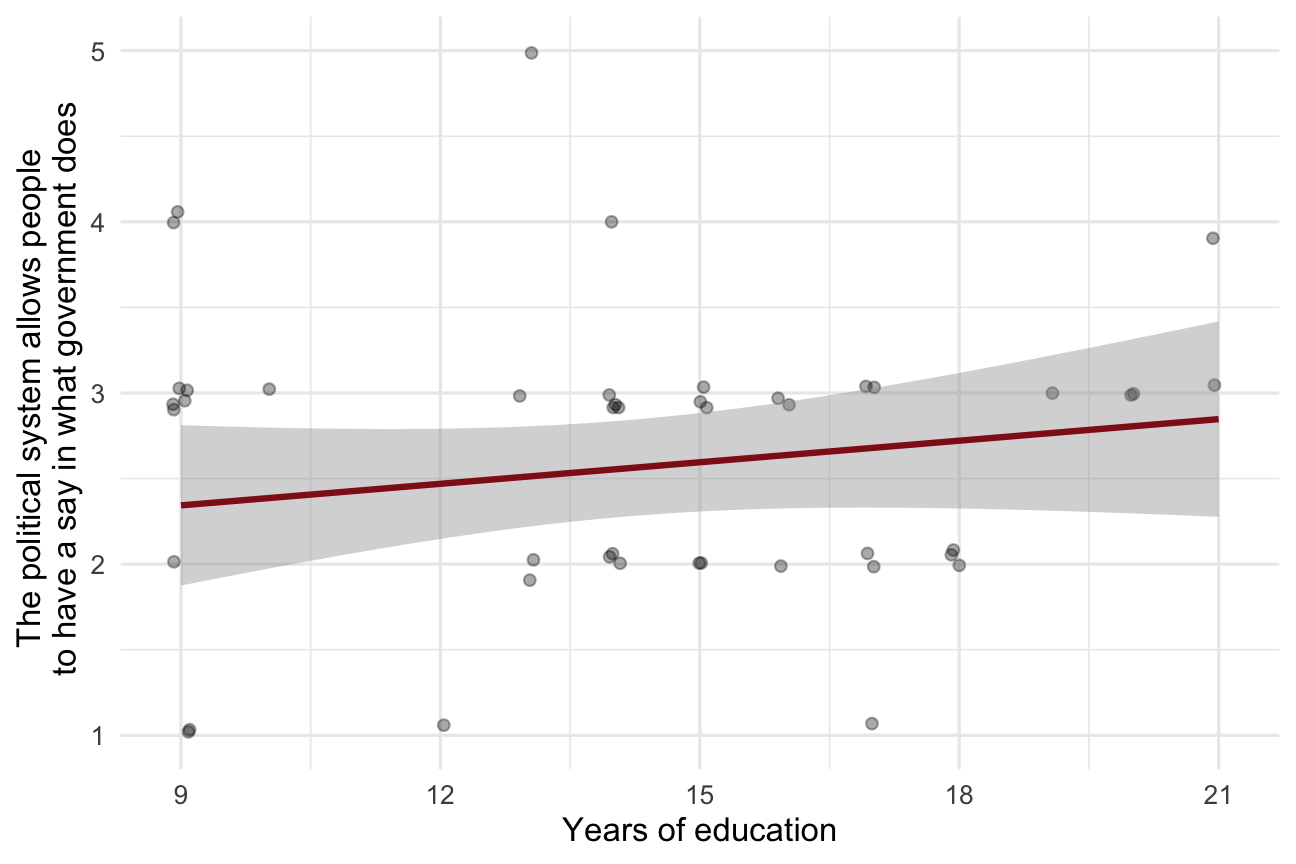 The political system allows people
to have a say in what government does
5
4
3
2
1
9 12 15 18 21
Years of education